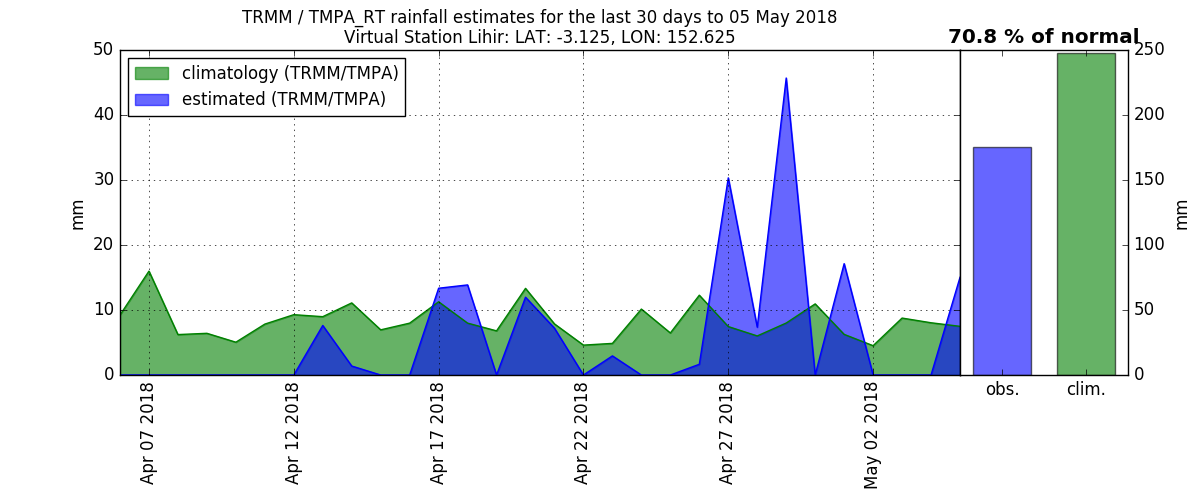 TRMM / TMPA_RT rainfall estimates for the last 30 days to 05 May 2018
Virtual Station Lihir: LAT: -3.125, LON: 152.625
70.8 % of normal
climatology (TRMM/TMPA)
estimated (TRMM/TMPA)
50
40
30
20
10
0
mm
250
200
150
100
50
0
mm
Apr 07 2018
Apr 12 2018
Apr 17 2018
Apr 22 2018
Apr 27 2018
May 02 2018
obs.
clim.